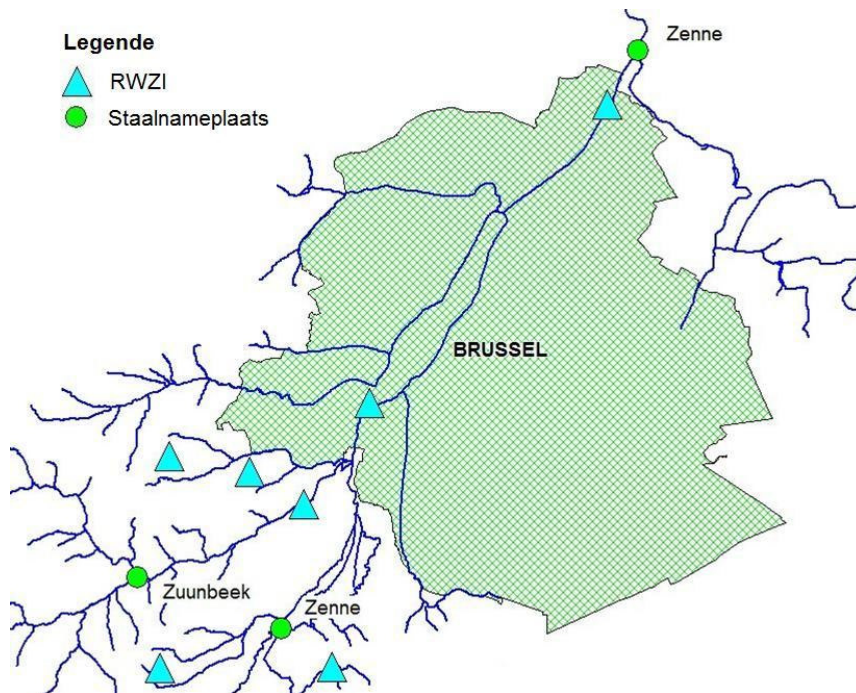 Zenne
Legende
RWZI
Staalnameplaats
BRUSSEL
Zuunbeek
Zenne